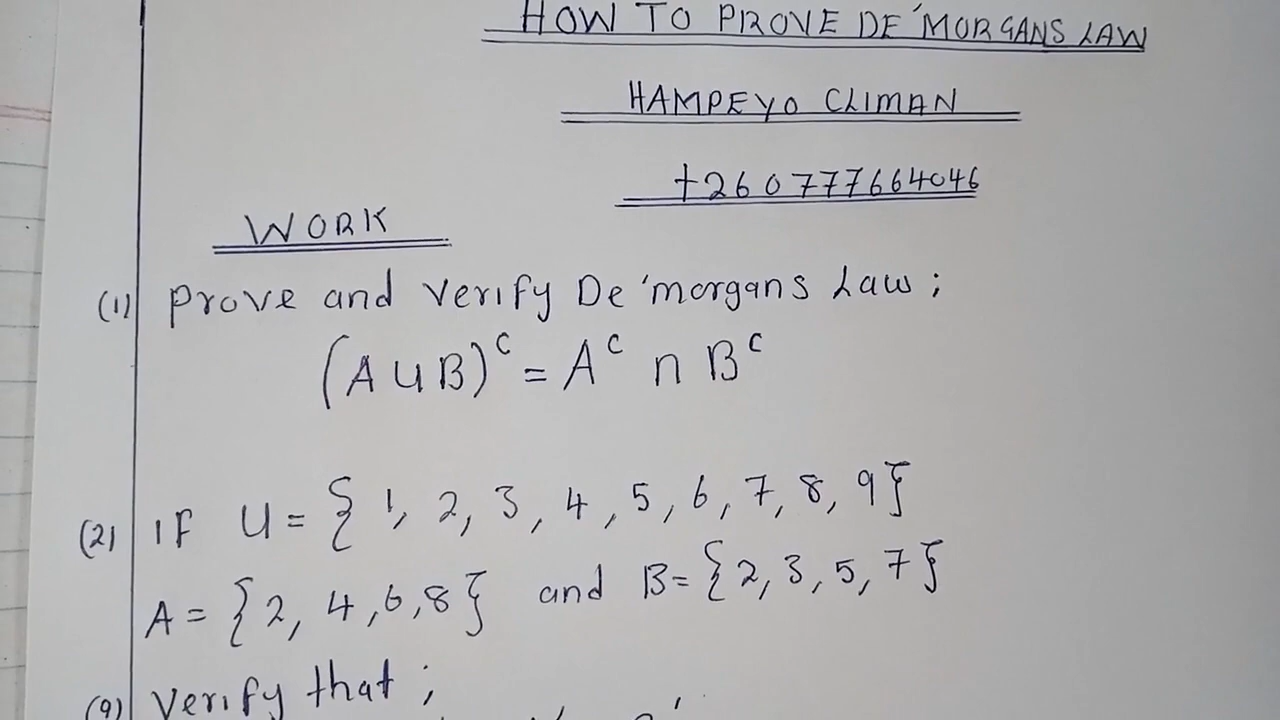 HOW TO PROVE DE'MORGANS LAW
HAMPEYO CLIMAN
+260777664046
WORK
(1) Prove and verify De'morgans Law;
(A∪B)ᶜ = Aᶜ ∩ Bᶜ
(2) IF U = {1, 2, 3, 4, 5, 6, 7, 8, 9}
A = {2, 4, 6, 8} and B = {2, 3, 5, 7}
(a) Verify that;